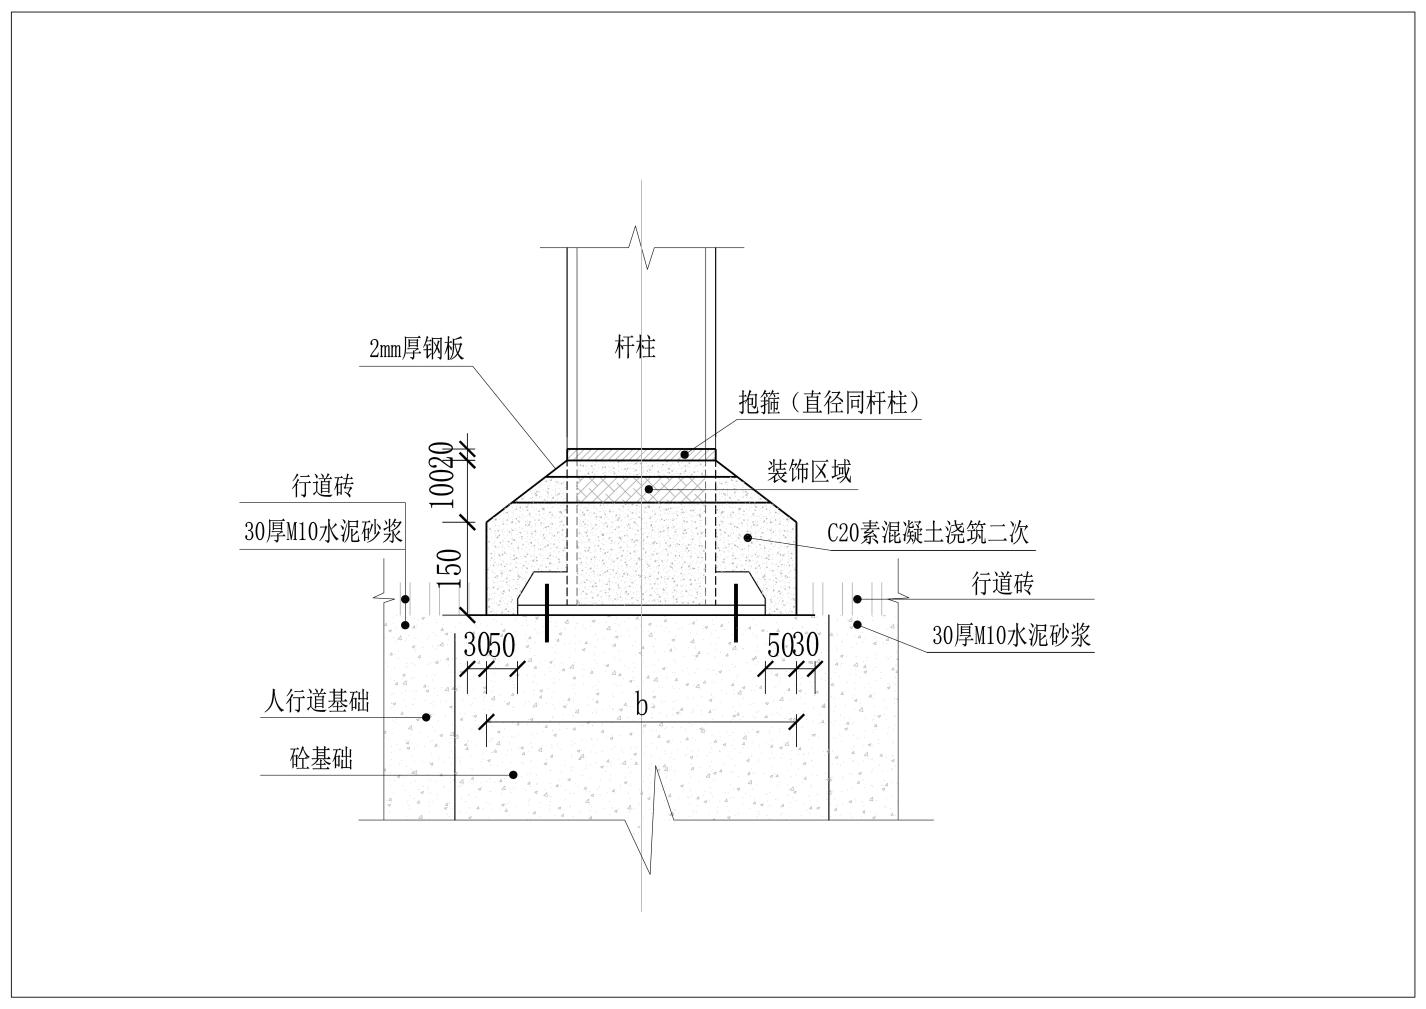 杆柱
2mm厚钢板
抱箍（直径同杆柱）
20
100
装饰区域
行道砖
30厚M10水泥砂浆
C20素混凝土浇筑二次
150
行道砖
30厚M10水泥砂浆
30
50
50
30
人行道基础
b
砼基础